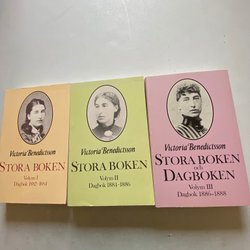 Victoria Benedictsson
STORA BOKEN
Volym I
Dagbok 1882-1884
Victoria Benedictsson
STORA BOKEN
Volym II
Dagbok 1884-1886
Victoria Benedictsson
STORA BOKEN
och
DAGBOKEN
Volym III
Dagbok 1886-1888